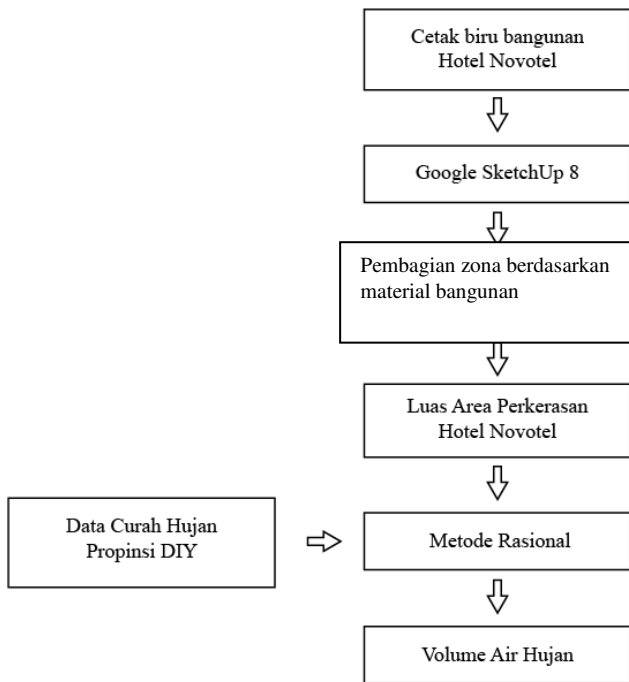 Cetak biru bangunan
Hotel Novotel
Google SketchUp 8
Pembagian zona berdasarkan
material bangunan
Luas Area Perkerasan
Hotel Novotel
Data Curah Hujan
Propinsi DIY
Metode Rasional
Volume Air Hujan